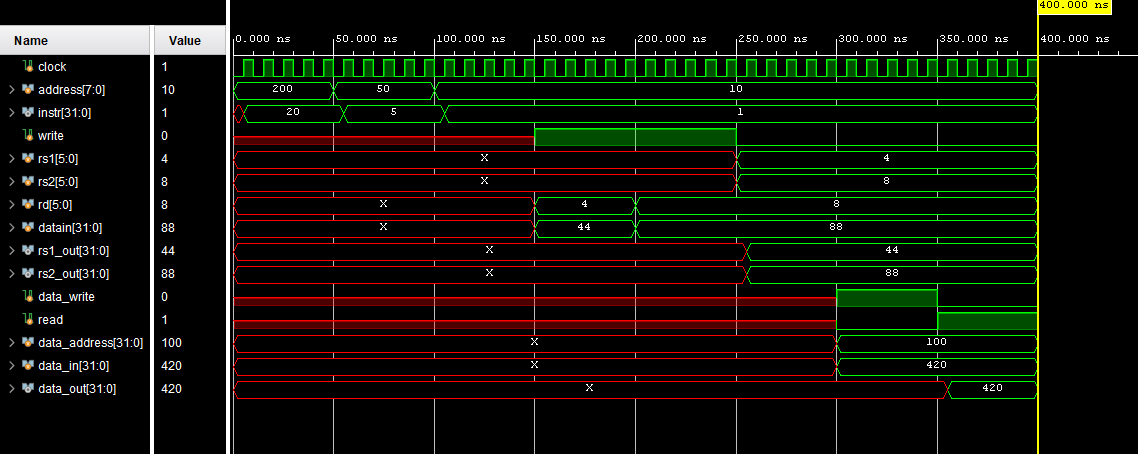 400.000 ns
Name Value 0.000 ns 50.000 ns 100.000 ns 150.000 ns 200.000 ns 250.000 ns 300.000 ns 350.000 ns 400.000 ns
clock 1
address[7:0] 10 200 50 10
instr[31:0] 1 20 5 1
write 0
rs1[5:0] 4 X 4
rs2[5:0] 8 X 8
rd[5:0] 8 X 4 8
datain[31:0] 88 X 44 88
rs1_out[31:0] 44 X 44
rs2_out[31:0] 88 X 88
data_write 0
read 1
data_address[31:0] 100 X 100
data_in[31:0] 420 X 420
data_out[31:0] 420 X 420